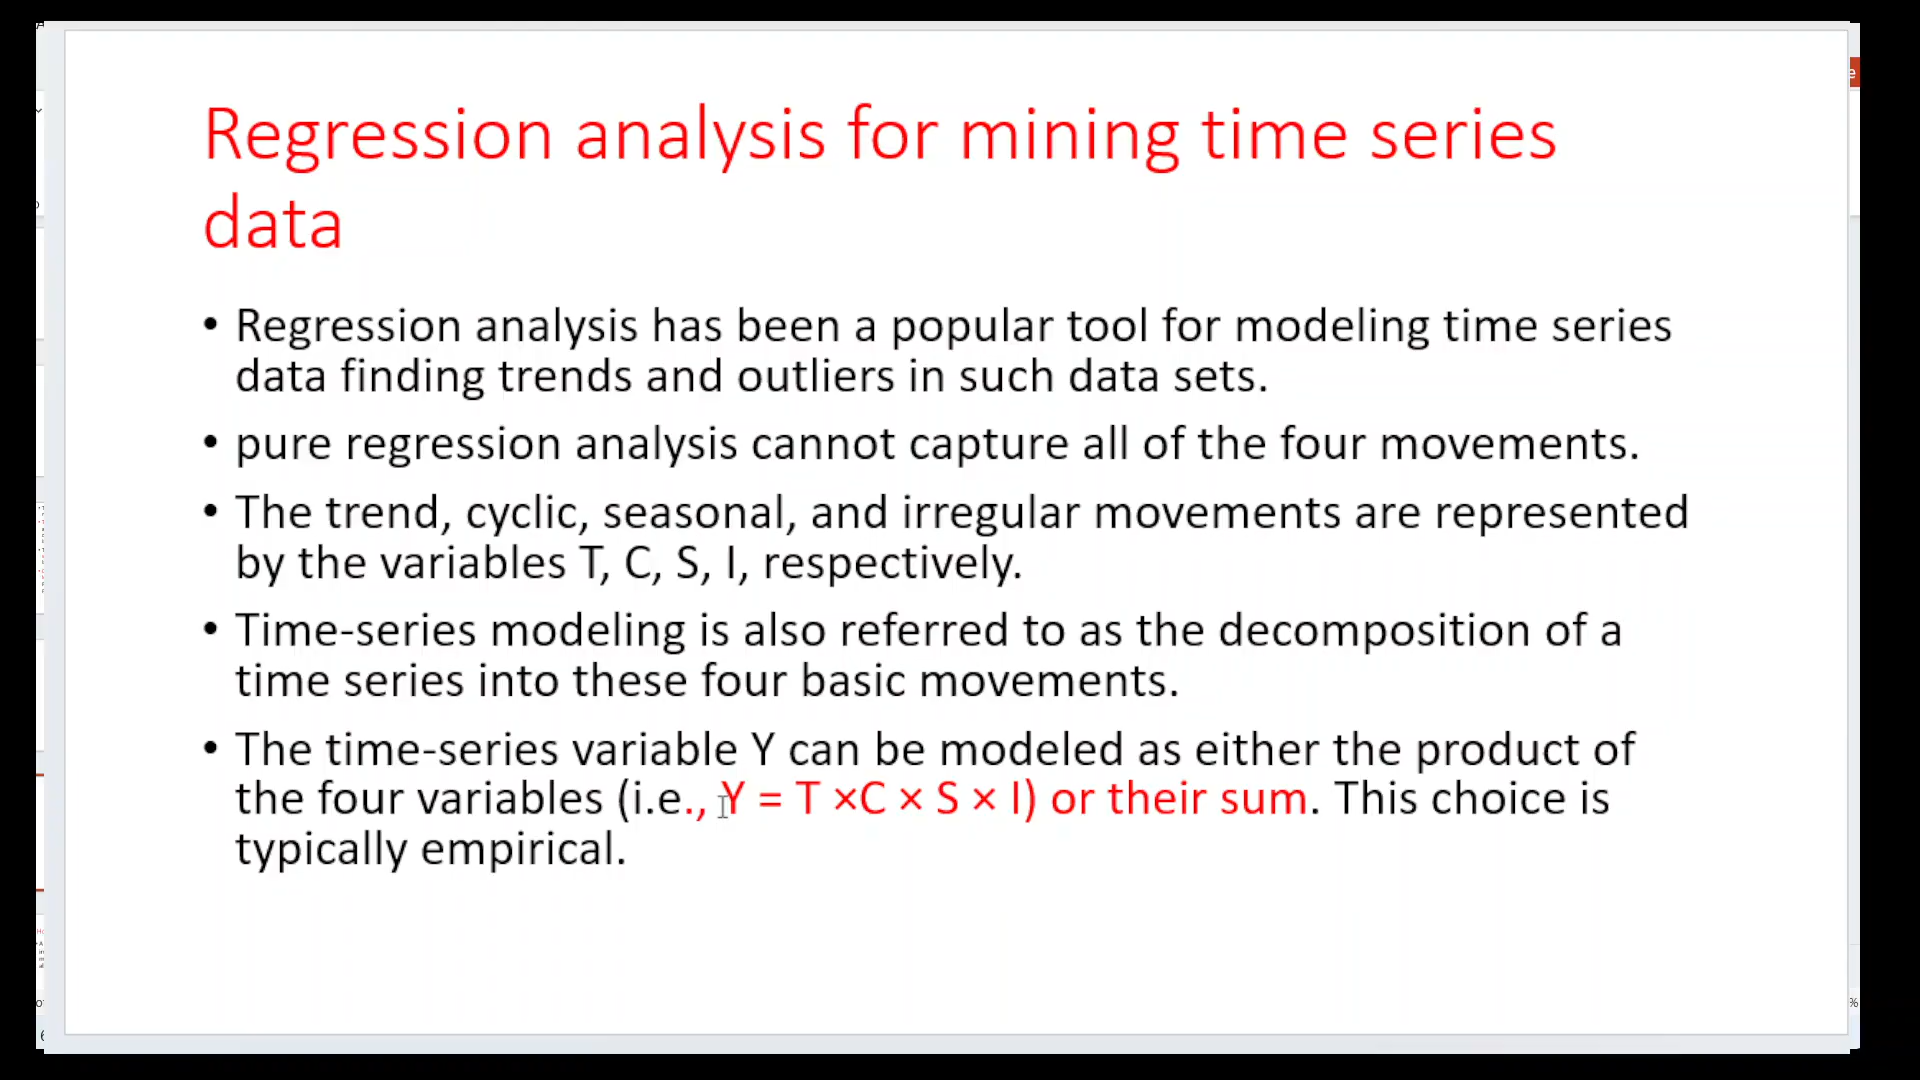 Regression analysis for mining time series
data
• Regression analysis has been a popular tool for modeling time series
data finding trends and outliers in such data sets.
• pure regression analysis cannot capture all of the four movements.
• The trend, cyclic, seasonal, and irregular movements are represented
by the variables T, C, S, I, respectively.
• Time-series modeling is also referred to as the decomposition of a
time series into these four basic movements.
• The time-series variable Y can be modeled as either the product of
the four variables (i.e., Y = T ×C × S × I) or their sum. This choice is
typically empirical.